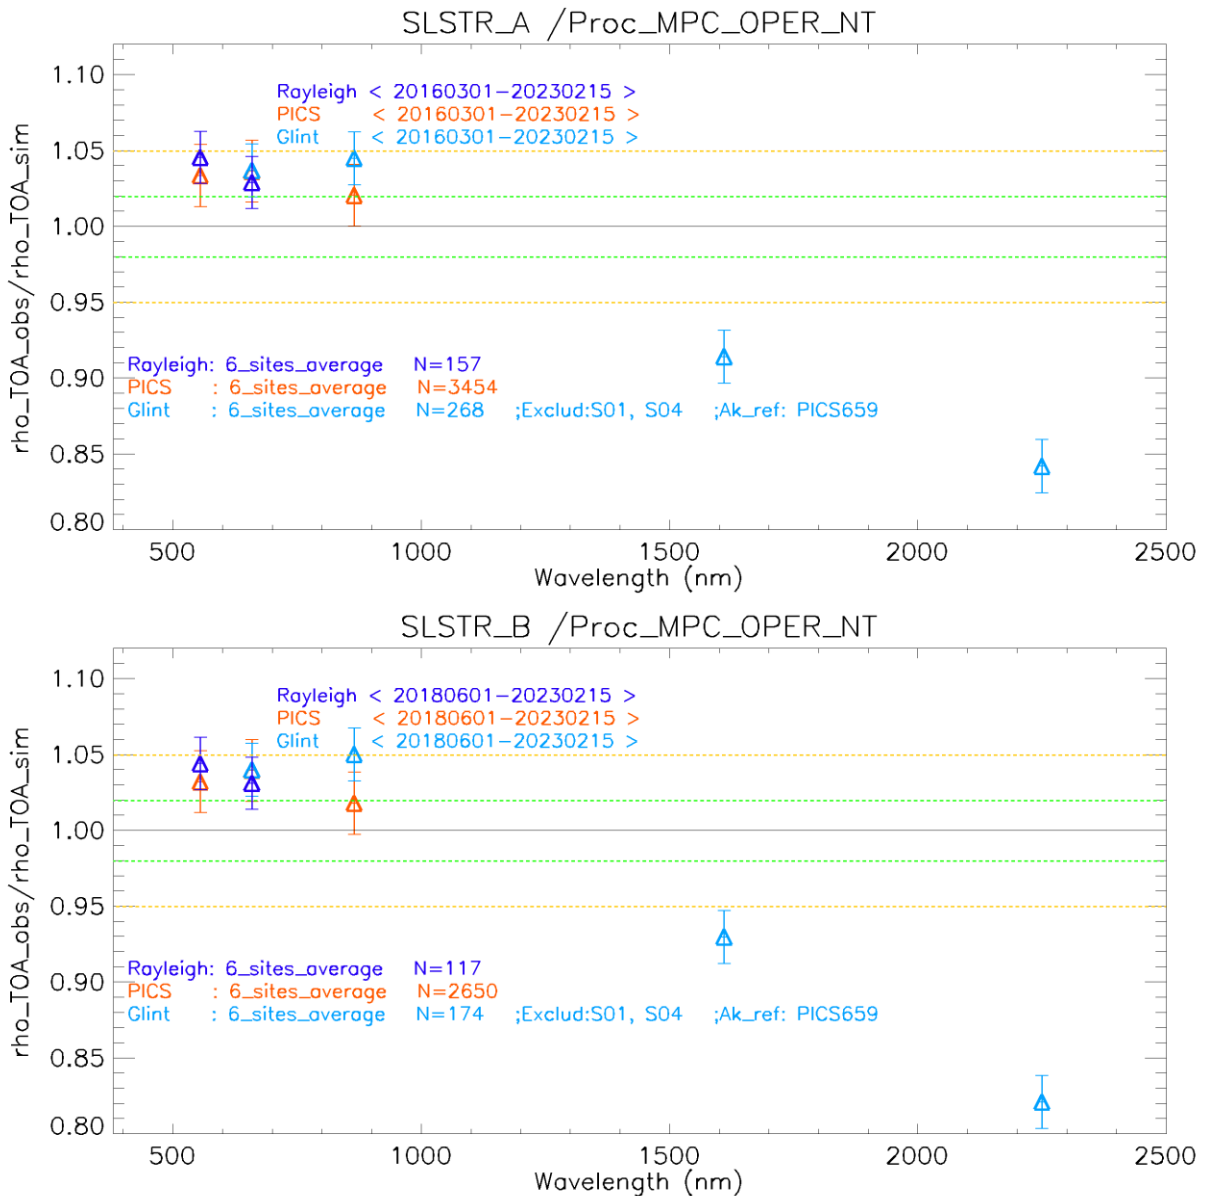 SLSTR_A /Proc_MPC_OPER_NT
rho_TOA_obs/rho_TOA_sim
1.10
1.05
1.00
0.95
0.90
0.85
0.80
Rayleigh < 20160301-20230215 >
PICS < 20160301-20230215 >
Glint < 20160301-20230215 >
Rayleigh: 6_sites_average N=157
PICS : 6_sites_average N=3454
Glint : 6_sites_average N=268 ;Exclud:S01, S04 ;Ak_ref: PICS659
500 1000 1500 2000 2500
Wavelength (nm)
SLSTR_B /Proc_MPC_OPER_NT
rho_TOA_obs/rho_TOA_sim
1.10
1.05
1.00
0.95
0.90
0.85
0.80
Rayleigh < 20180601-20230215 >
PICS < 20180601-20230215 >
Glint < 20180601-20230215 >
Rayleigh: 6_sites_average N=117
PICS : 6_sites_average N=2650
Glint : 6_sites_average N=174 ;Exclud:S01, S04 ;Ak_ref: PICS659
500 1000 1500 2000 2500
Wavelength (nm)